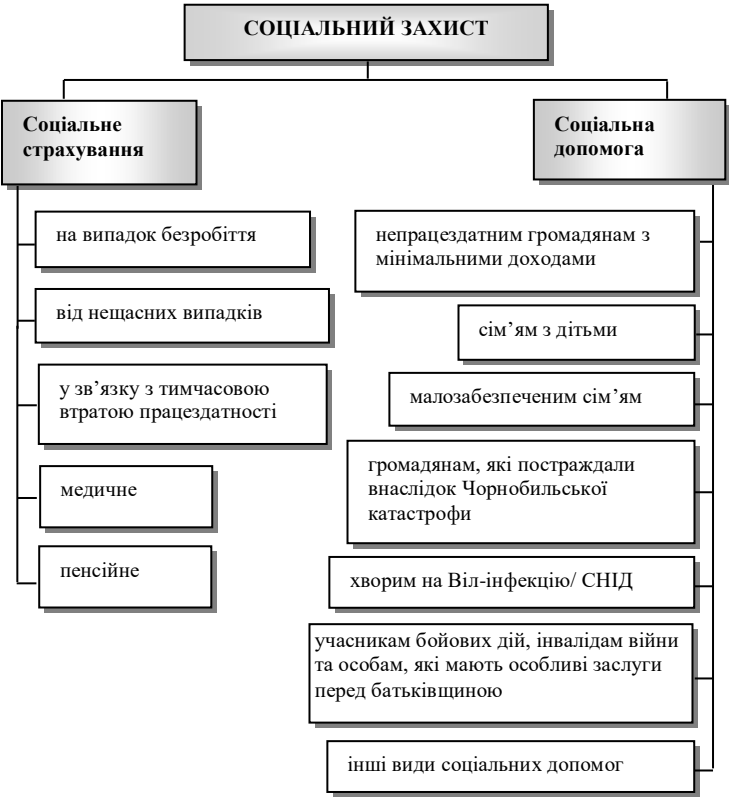 СОЦІАЛЬНИЙ ЗАХИСТ
Соціальне
страхування
на випадок безробіття
від нещасних випадків
у зв’язку з тимчасовою
втратою працездатності
медичне
пенсійне
Соціальна
допомога
непрацездатним громадянам з
мінімальними доходами
сім’ям з дітьми
малозабезпеченим сім’ям
громадянам, які постраждали
внаслідок Чорнобильської
катастрофи
хворим на Віл-інфекцію/ СНІД
учасникам бойових дій, інвалідам війни
та особам, які мають особливі заслуги
перед батьківщиною
інші види соціальних допомог